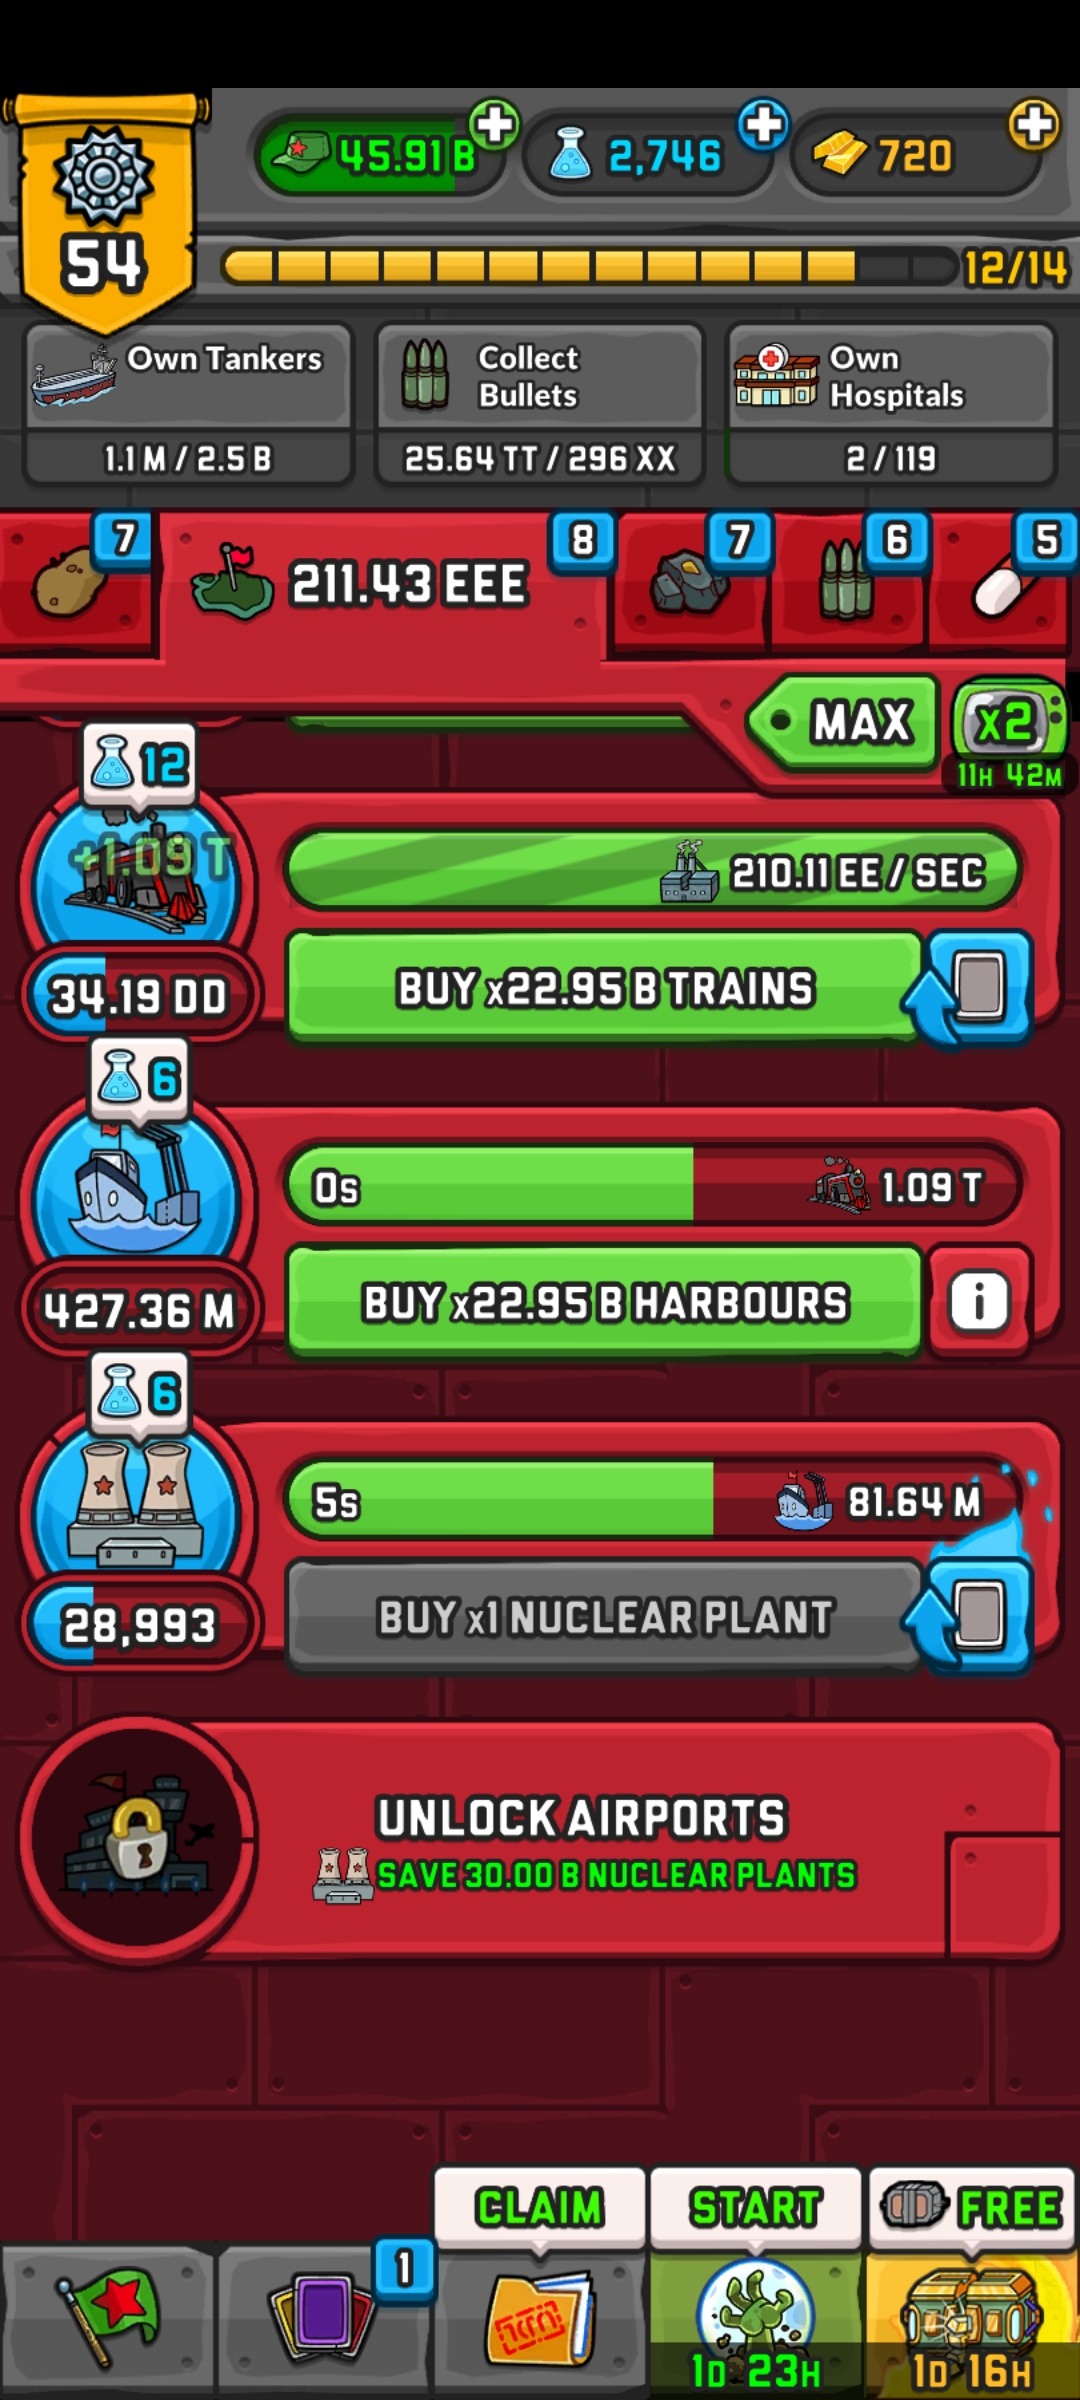 45.91 B
2,746
720
54
12/14
Own Tankers
1.1 M / 2.5 B
Collect
Bullets
25.64 TT / 296 XX
Own
Hospitals
2 / 119
7
211.43 EEE
8
7
6
5
MAX
x2
11H 42M
12
+1.09 T
210.11 EE / SEC
34.19 DD
BUY x22.95 B TRAINS
6
0s
1.09 T
427.36 M
BUY x22.95 B HARBOURS
i
6
5s
81.64 M
28,993
BUY x1 NUCLEAR PLANT
UNLOCK AIRPORTS
SAVE 30.00 B NUCLEAR PLANTS
CLAIM
START
FREE
1
1D 23H
1D 16H